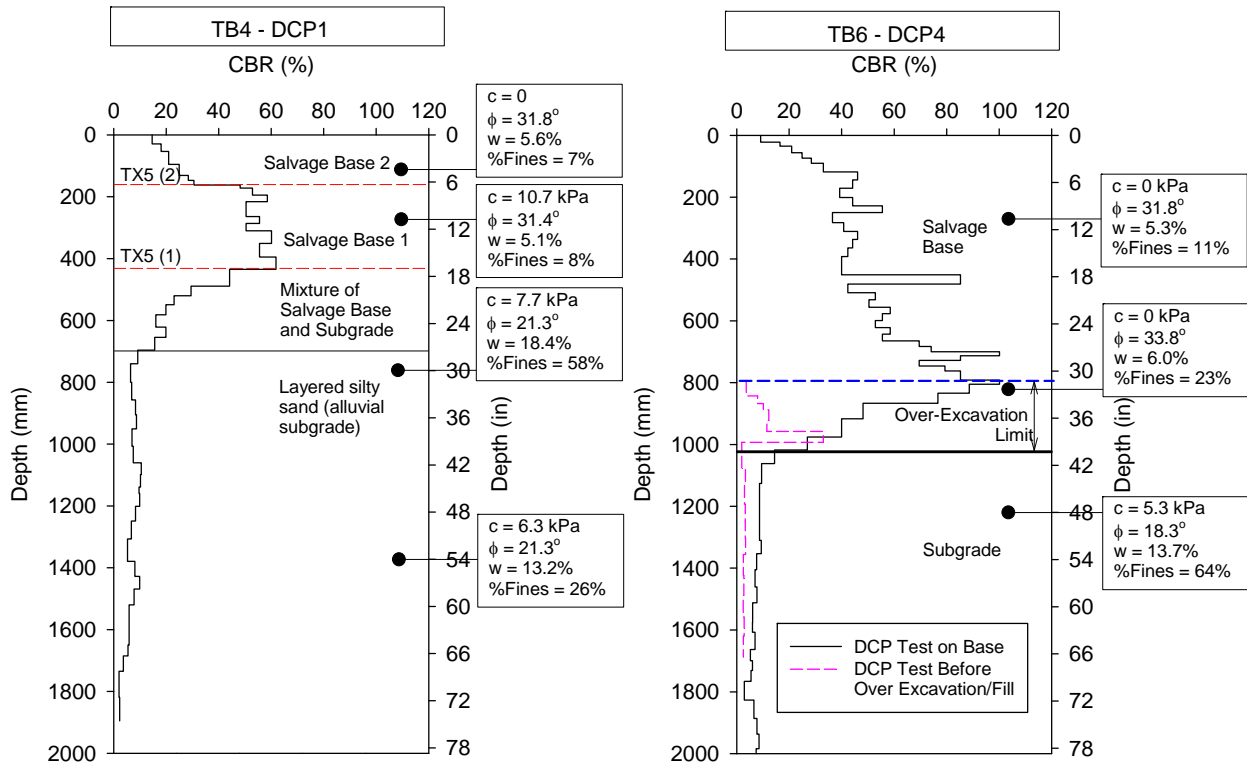 TB4 - DCP1
CBR (%)
0 20 40 60 80 100 120
Depth (mm)
0
200
400
600
800
1000
1200
1400
1600
1800
2000
TX5 (2)
TX5 (1)
Salvage Base 2
Salvage Base 1
Mixture of
Salvage Base
and Subgrade
Layered silty
sand (alluvial
subgrade)
Depth (in)
0
6
12
18
24
30
36
42
48
54
60
66
72
78
c = 0
ϕ = 31.8°
w = 5.6%
%Fines = 7%
c = 10.7 kPa
ϕ = 31.4°
w = 5.1%
%Fines = 8%
c = 7.7 kPa
ϕ = 21.3°
w = 18.4%
%Fines = 58%
c = 6.3 kPa
ϕ = 21.3°
w = 13.2%
%Fines = 26%
TB6 - DCP4
CBR (%)
0 20 40 60 80 100 120
Depth (mm)
0
200
400
600
800
1000
1200
1400
1600
1800
2000
Salvage
Base
Over-Excavation
Limit
Subgrade
DCP Test on Base
DCP Test Before
Over Excavation/Fill
Depth (in)
0
6
12
18
24
30
36
42
48
54
60
66
72
78
c = 0 kPa
ϕ = 31.8°
w = 5.3%
%Fines = 11%
c = 0 kPa
ϕ = 33.8°
w = 6.0%
%Fines = 23%
c = 5.3 kPa
ϕ = 18.3°
w = 13.7%
%Fines = 64%